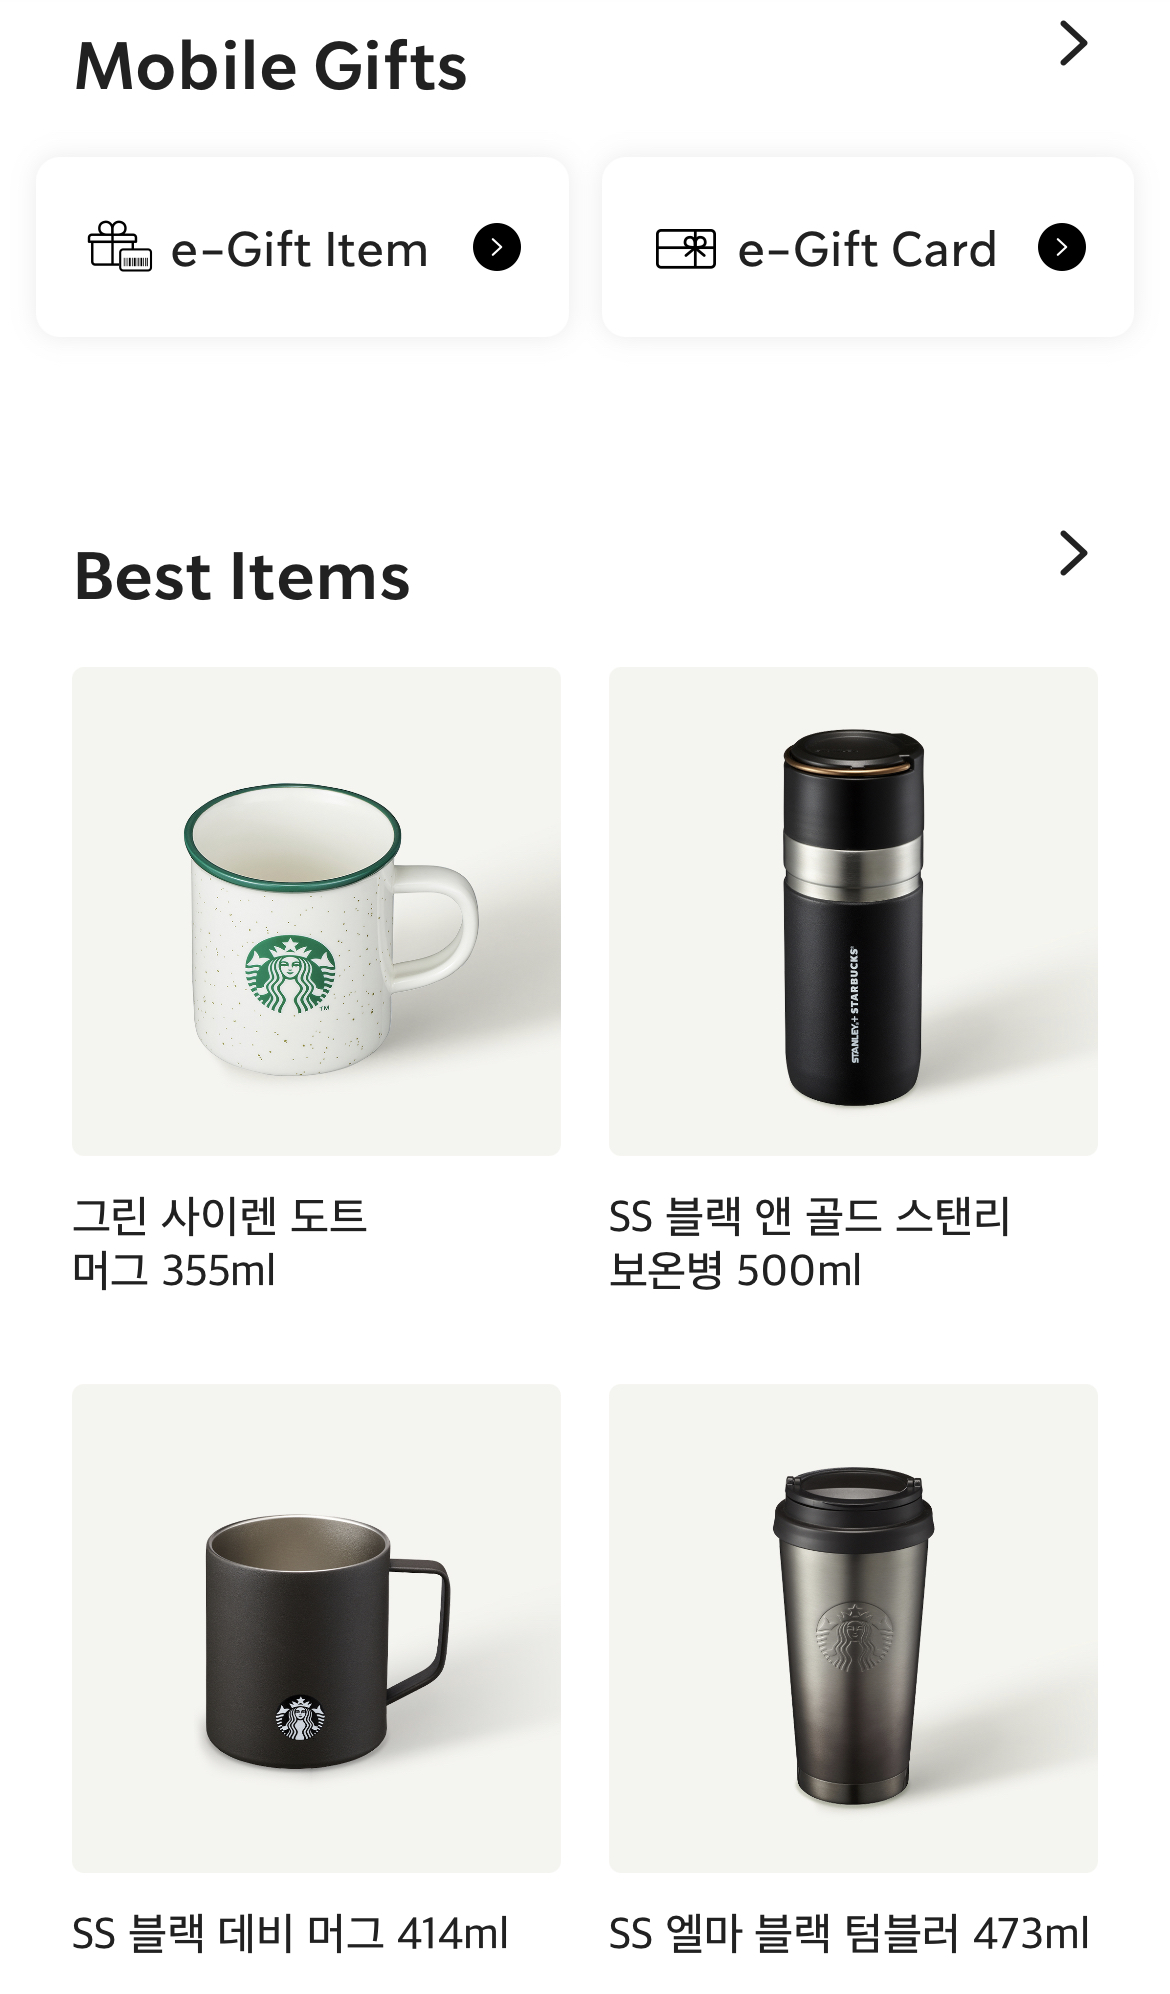 Mobile Gifts
e-Gift Item
e-Gift Card
Best Items
TM
STANLEY + STARBUCKS
그린 사이렌 도트
머그 355ml
SS 블랙 앤 골드 스탠리
보온병 500ml
SS 블랙 데비 머그 414ml
SS 엘마 블랙 텀블러 473ml